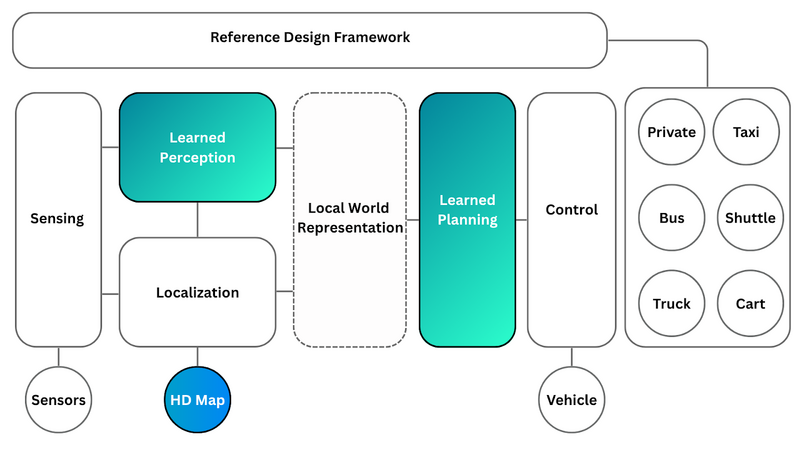 Reference Design Framework
Sensing
Learned
Perception
Localization
Local World
Representation
Learned
Planning
Control
Private
Taxi
Bus
Shuttle
Truck
Cart
Sensors
HD Map
Vehicle